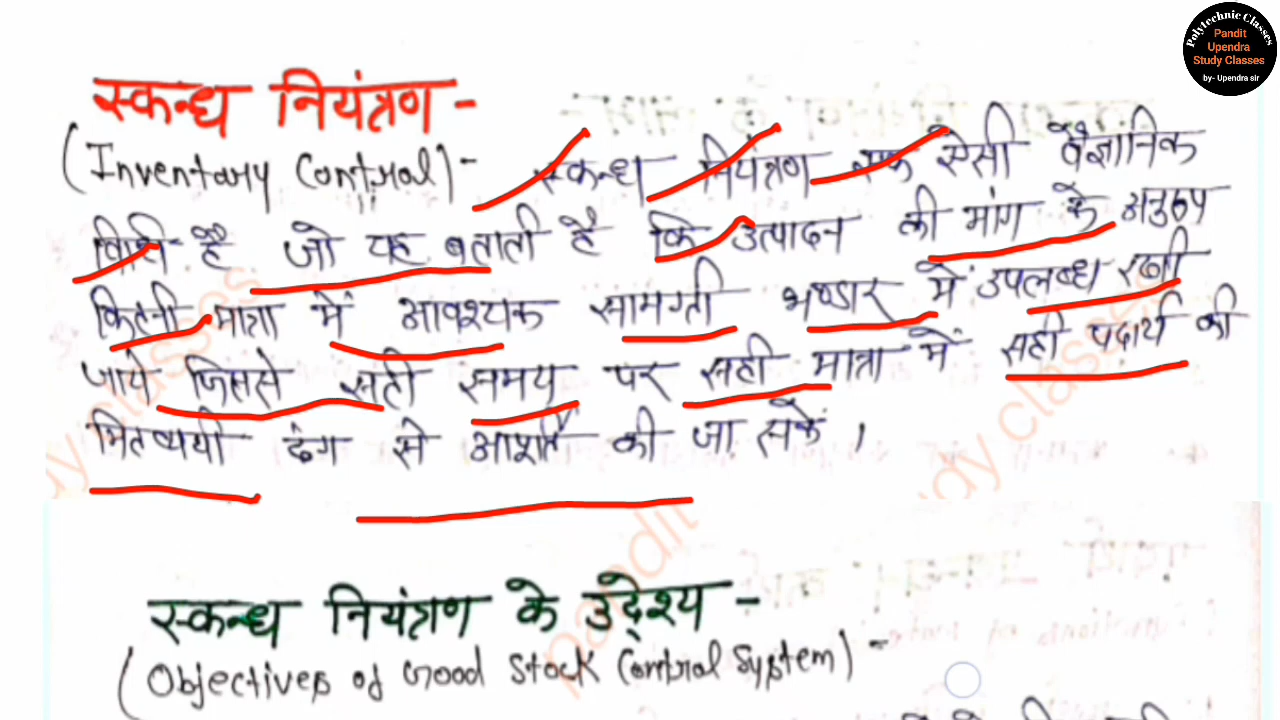 Polytechnic Classes
Pandit
Upendra
Study Classes
by- Upendra sir
स्कन्ध नियंत्रण -
(Inventory Control) - स्कन्ध नियंत्रण एक ऐसी वैज्ञानिक
विधि है जो यह बताती है कि उत्पादन की मांग के अनुरूप
कितनी मात्रा में आवश्यक सामग्री भण्डार में उपलब्ध रखी
जाये जिससे सही समय पर सही मात्रा में सही पदार्थ की
मितव्ययी ढंग से आपूर्ति की जा सकें ।
स्कन्ध नियंत्रण के उद्देश्य -
(Objectives of Good Stock Control System) -